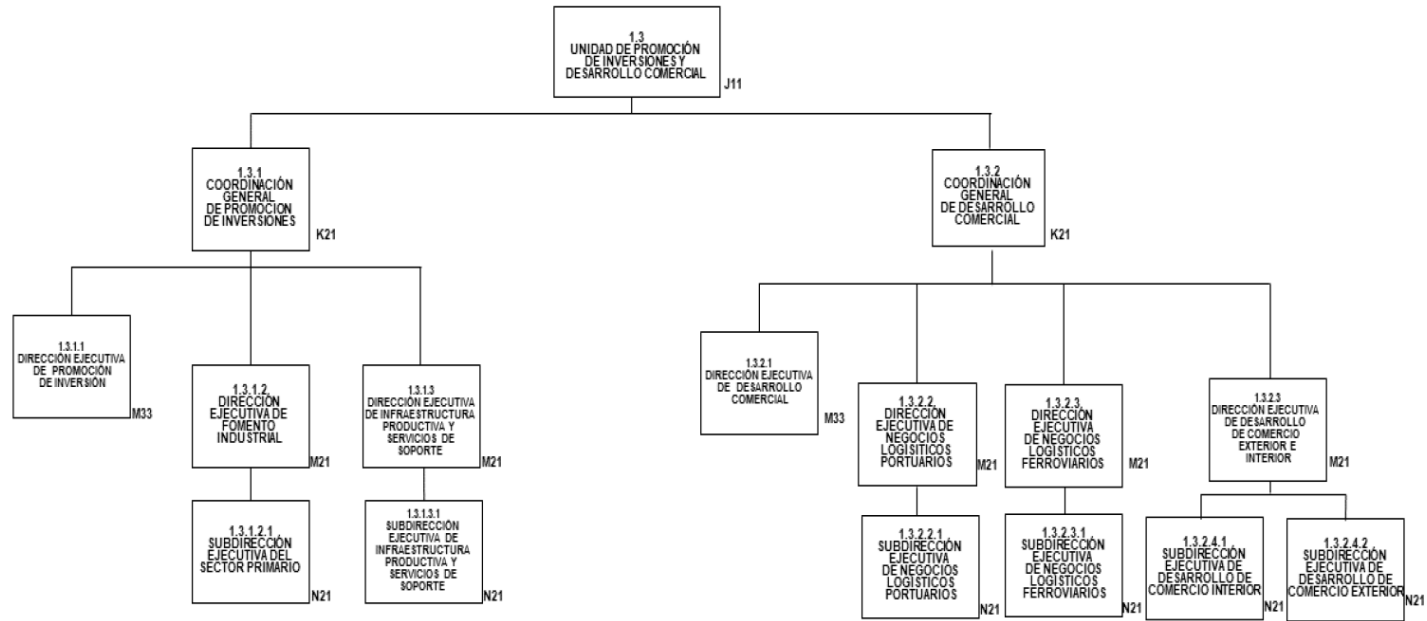 1.3
UNIDAD DE PROMOCIÓN
DE INVERSIONES Y
DESARROLLO COMERCIAL
J11
1.3.1
COORDINACIÓN
GENERAL
DE PROMOCION
DE INVERSIONES
K21
1.3.2
COORDINACIÓN
GENERAL
DE DESARROLLO
COMERCIAL
K21
1.3.1.1
DIRECCIÓN EJECUTIVA
DE PROMOCIÓN
DE INVERSIÓN
M33
1.3.1.2.
DIRECCIÓN
EJECUTIVA DE
FOMENTO
INDUSTRIAL
M21
1.3.1.3
DIRECCIÓN EJECUTIVA
DE INFRAESTRUCTURA
PRODUCTIVA Y
SERVICIOS DE
SOPORTE
M21
1.3.2.1
DIRECCIÓN EJECUTIVA
DE DESARROLLO
COMERCIAL
M33
1.3.2.2.
DIRECCIÓN
EJECUTIVA DE
NEGOCIOS
LOGÍSITICOS
PORTUARIOS
M21
1.3.2.3.
DIRECCIÓN
EJECUTIVA
DE NEGOCIOS
LOGÍSTICOS
FERROVIARIOS
M21
1.3.2.3
DIRECCIÓN EJECUTIVA
DE DESARROLLO
DE COMERCIO
EXTERIOR E
INTERIOR
M21
1.3.1.2.1
SUBDIRECCIÓN
EJECUTIVA DEL
SECTOR PRIMARIO
N21
1.3.1.3.1
SUBDIRECCIÓN
EJECUTIVA DE
INFRAESTRUCTURA
PRODUCTIVA Y
SERVICIOS DE
SOPORTE
N21
1.3.2.2.1
SUBDIRECCIÓN
EJECUTIVA
DE NEGOCIOS
LOGÍSTICOS
PORTUARIOS
N21
1.3.2.3.1
SUBDIRECCIÓN
EJECUTIVA
DE NEGOCIOS
LOGÍSTICOS
FERROVIARIOS
N21
1.3.2.4.1
SUBDIRECCIÓN
EJECUTIVA DE
DESARROLLO DE
COMERCIO INTERIOR
N21
1.3.2.4.2
SUBDIRECCIÓN
EJECUTIVA DE
DESARROLLO DE
COMERCIO EXTERIOR
N21